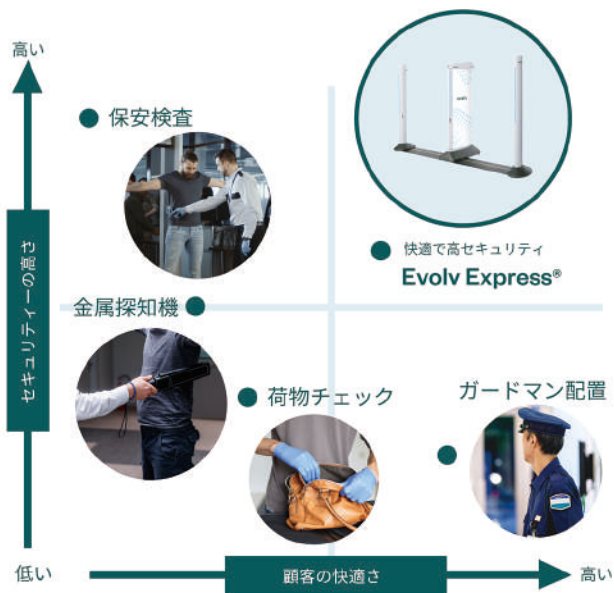 高い
保安検査
快適で高セキュリティ
Evolv Express®
セキュリティーの高さ
金属探知機
荷物チェック
ガードマン配置
低い
顧客の快適さ
高い